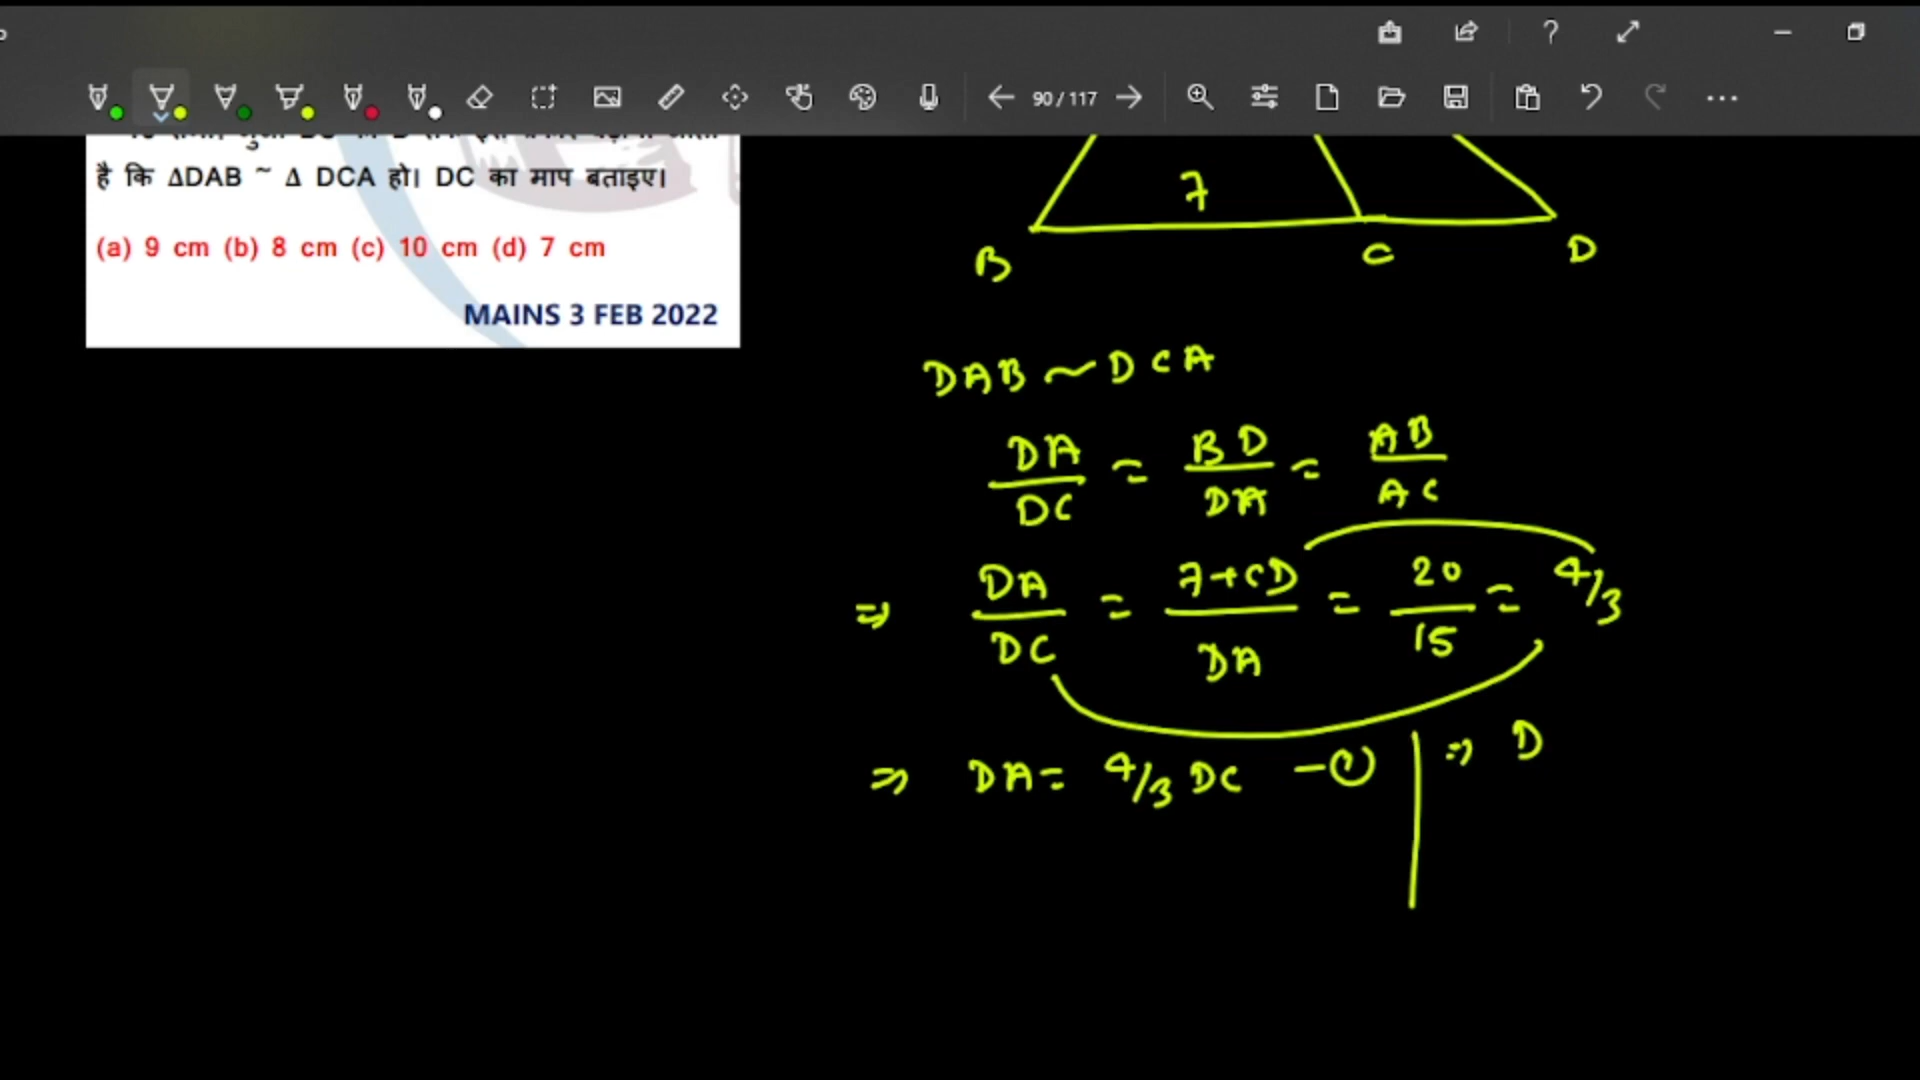 90 / 117
है कि ΔDAB ~ Δ DCA हो। DC का माप बताइए।
(a) 9 cm (b) 8 cm (c) 10 cm (d) 7 cm
MAINS 3 FEB 2022
7
B C D
DAB ~ DCA
DA/DC = BD/DA = AB/AC
⇒ DA/DC = 7+CD/DA = 20/15 = 4/3
⇒ DA = 4/3 DC - ① | ⇒ D